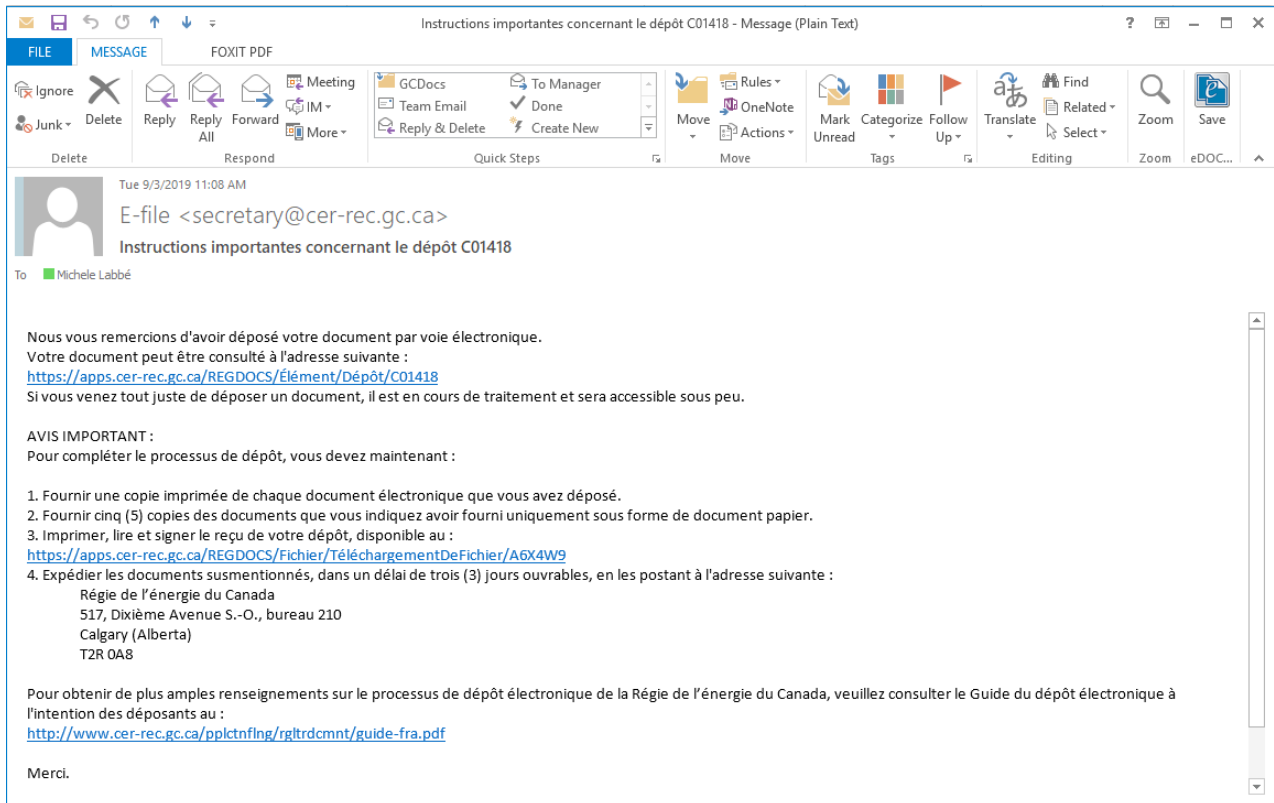 Instructions importantes concernant le dépôt C01418 - Message (Plain Text)
?
FILE MESSAGE FOXIT PDF
Ignore
Junk
Delete
Reply
Reply All
Forward
Meeting
IM
More
GCDocs
Team Email
Reply & Delete
To Manager
Done
Create New
Move
Rules
OneNote
Actions
Mark Unread
Categorize
Follow Up
Translate
Find
Related
Select
Zoom
Save
Delete Respond Quick Steps Move Tags Editing Zoom eDOC...
Tue 9/3/2019 11:08 AM
E-file <secretary@cer-rec.gc.ca>
Instructions importantes concernant le dépôt C01418
To Michele Labbé
Nous vous remercions d'avoir déposé votre document par voie électronique.
Votre document peut être consulté à l'adresse suivante :
https://apps.cer-rec.gc.ca/REGDOCS/Élément/Dépôt/C01418
Si vous venez tout juste de déposer un document, il est en cours de traitement et sera accessible sous peu.
AVIS IMPORTANT :
Pour compléter le processus de dépôt, vous devez maintenant :
1. Fournir une copie imprimée de chaque document électronique que vous avez déposé.
2. Fournir cinq (5) copies des documents que vous indiquez avoir fourni uniquement sous forme de document papier.
3. Imprimer, lire et signer le reçu de votre dépôt, disponible au :
https://apps.cer-rec.gc.ca/REGDOCS/Fichier/TéléchargementDeFichier/A6X4W9
4. Expédier les documents susmentionnés, dans un délai de trois (3) jours ouvrables, en les postant à l'adresse suivante :
Régie de l’énergie du Canada
517, Dixième Avenue S.-O., bureau 210
Calgary (Alberta)
T2R 0A8
Pour obtenir de plus amples renseignements sur le processus de dépôt électronique de la Régie de l’énergie du Canada, veuillez consulter le Guide du dépôt électronique à
l'intention des déposants au :
http://www.cer-rec.gc.ca/pplctnflng/rgltrdcmnt/guide-fra.pdf
Merci.